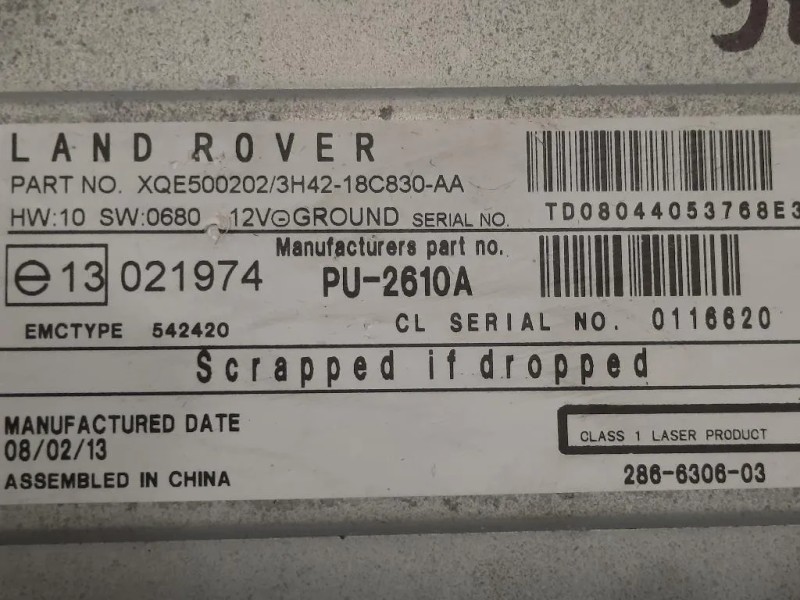 LAND ROVER
PART NO. XQE500202/3H42-18C830-AA
HW:10 SW:0680 12V⊝GROUND SERIAL NO. TD08044053768E3
Manufacturers part no.
e13 021974 PU-2610A
EMCTYPE 542420 CL SERIAL NO. 0116620
Scrapped if dropped
MANUFACTURED DATE
08/02/13
CLASS 1 LASER PRODUCT
ASSEMBLED IN CHINA
286-6306-03